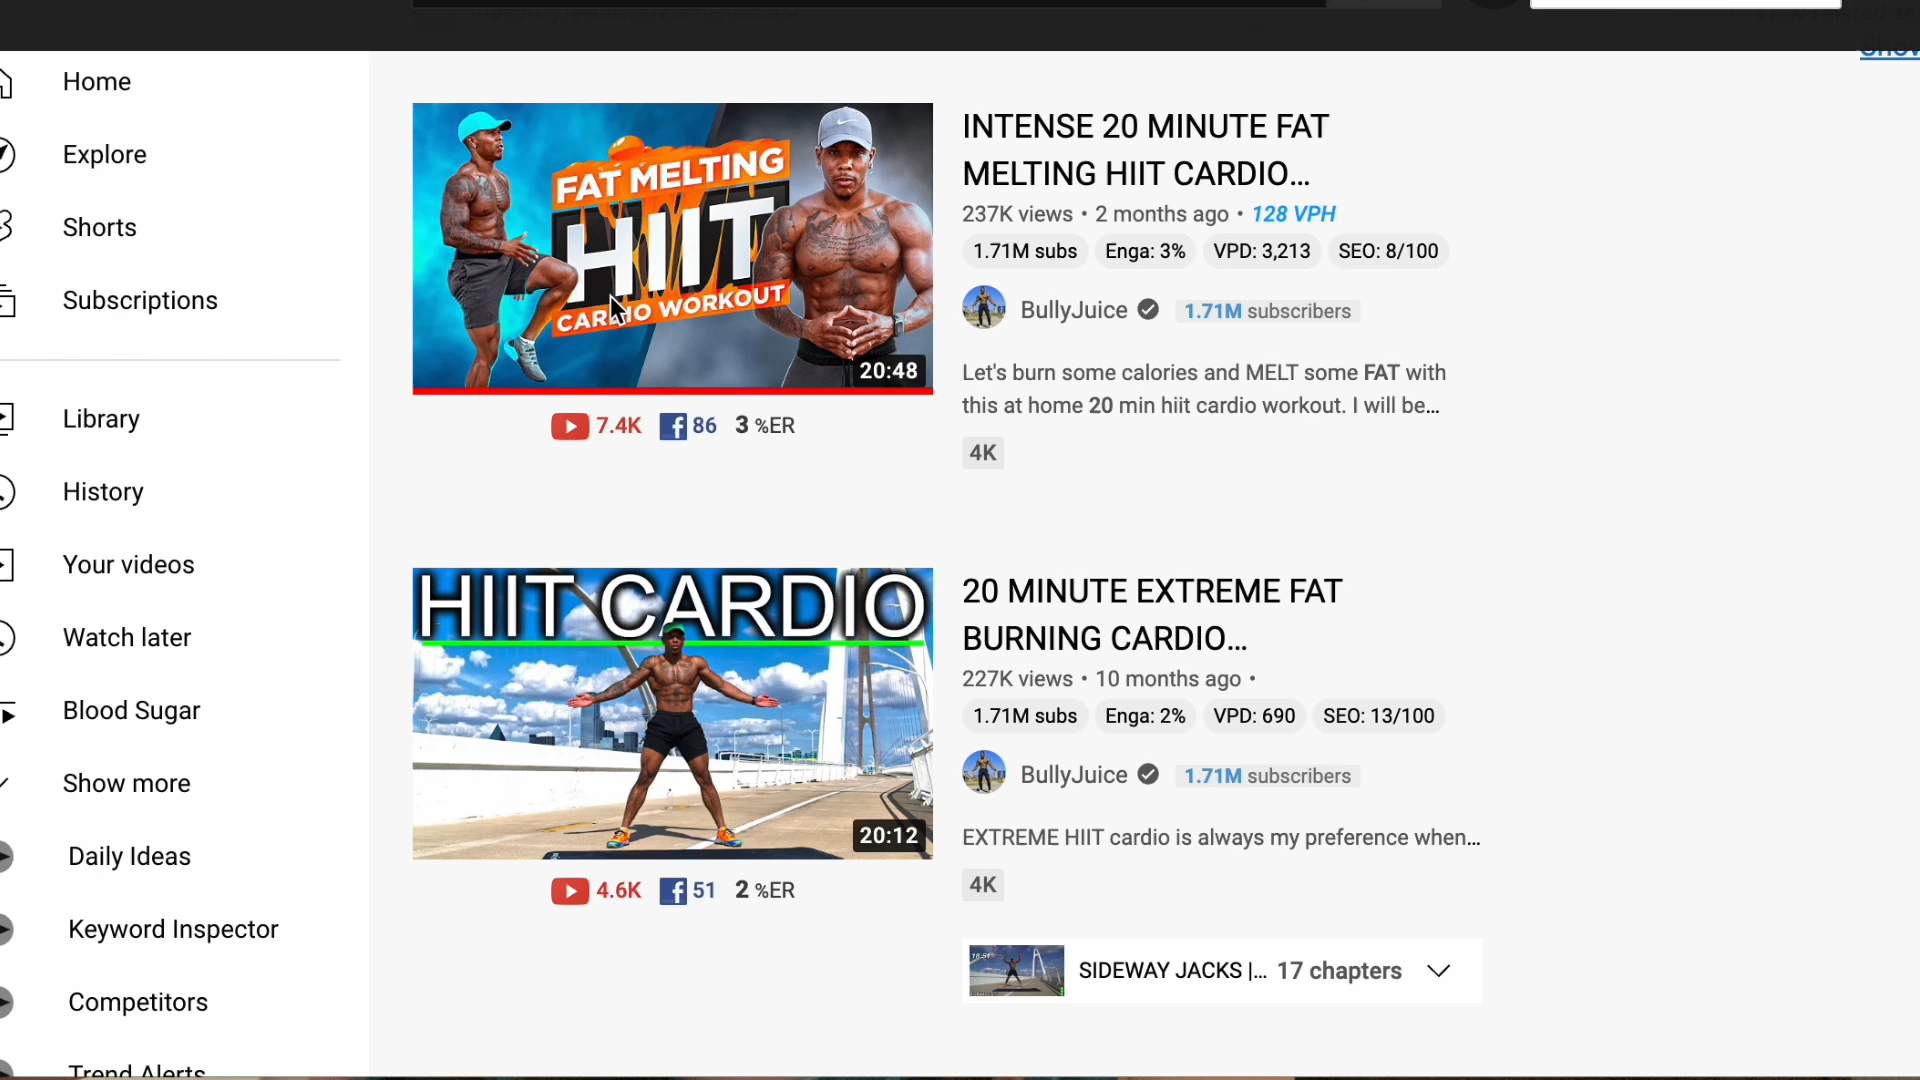 Home
Explore
Shorts
Subscriptions
Library
History
Your videos
Watch later
Blood Sugar
Show more
Daily Ideas
Keyword Inspector
Competitors
Trend Alerts
FAT MELTING
HIIT
CARDIO WORKOUT
20:48
7.4K 86 3 %ER
INTENSE 20 MINUTE FAT
MELTING HIIT CARDIO...
237K views • 2 months ago • 128 VPH
1.71M subs Enga: 3% VPD: 3,213 SEO: 8/100
BullyJuice 1.71M subscribers
Let's burn some calories and MELT some FAT with
this at home 20 min hiit cardio workout. I will be...
4K
HIIT CARDIO
20:12
4.6K 51 2 %ER
20 MINUTE EXTREME FAT
BURNING CARDIO...
227K views • 10 months ago •
1.71M subs Enga: 2% VPD: 690 SEO: 13/100
BullyJuice 1.71M subscribers
EXTREME HIIT cardio is always my preference when...
4K
SIDEWAY JACKS |... 17 chapters